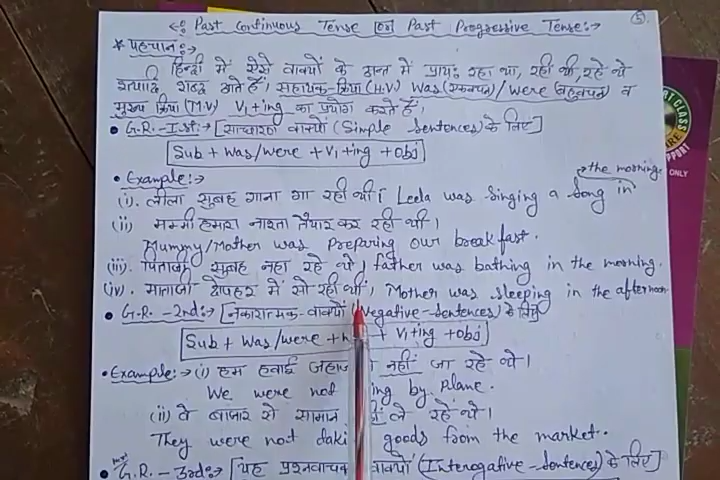 Past Continuous Tense or Past Progressive Tense:→ (5)
* पहचान:→
हिन्दी में ऐसे वाक्यों के अन्त में प्रायः रहा था, रही थी, रहे थे
इत्यादि शब्द आते हैं, सहायक-क्रिया (H.V) was (एकवचन) / were (बहुवचन) व
मुख्य क्रिया (M.V) V₁+ing का प्रयोग करते हैं,
• G.R.-1st:→ [साधारण वाक्यों (Simple Sentences) के लिए]
Sub + was/were + V₁+ing + obj
the morning.
• Example:→
(i). लीला सुबह गाना गा रही थी। Leela was singing a song in
(ii) मम्मी हमारा नाश्ता तैयार कर रही थी।
Mummy/Mother was preparing our breakfast.
(iii). पिताजी सुबह नहा रहे थे। father was bathing in the morning.
(iv). माताजी दोपहर में सो रही थीं, Mother was sleeping in the afternoon.
• G.R.-2nd:→ [नकारात्मक-वाक्यों (Negative-sentences) के लिए]
Sub + was/were + + V₁+ing + obj
• Example:→ (i) हम हवाई नहीं जा रहे थे।
We were not ing by Plane.
(ii) वे बाजार से सामान ले रहे थे।
They were not goods from the market.
• G.R.-3rd:→ [यह प्रश्नवाचक वाक्यों (Interogative-sentences) के लिए]
ONLY